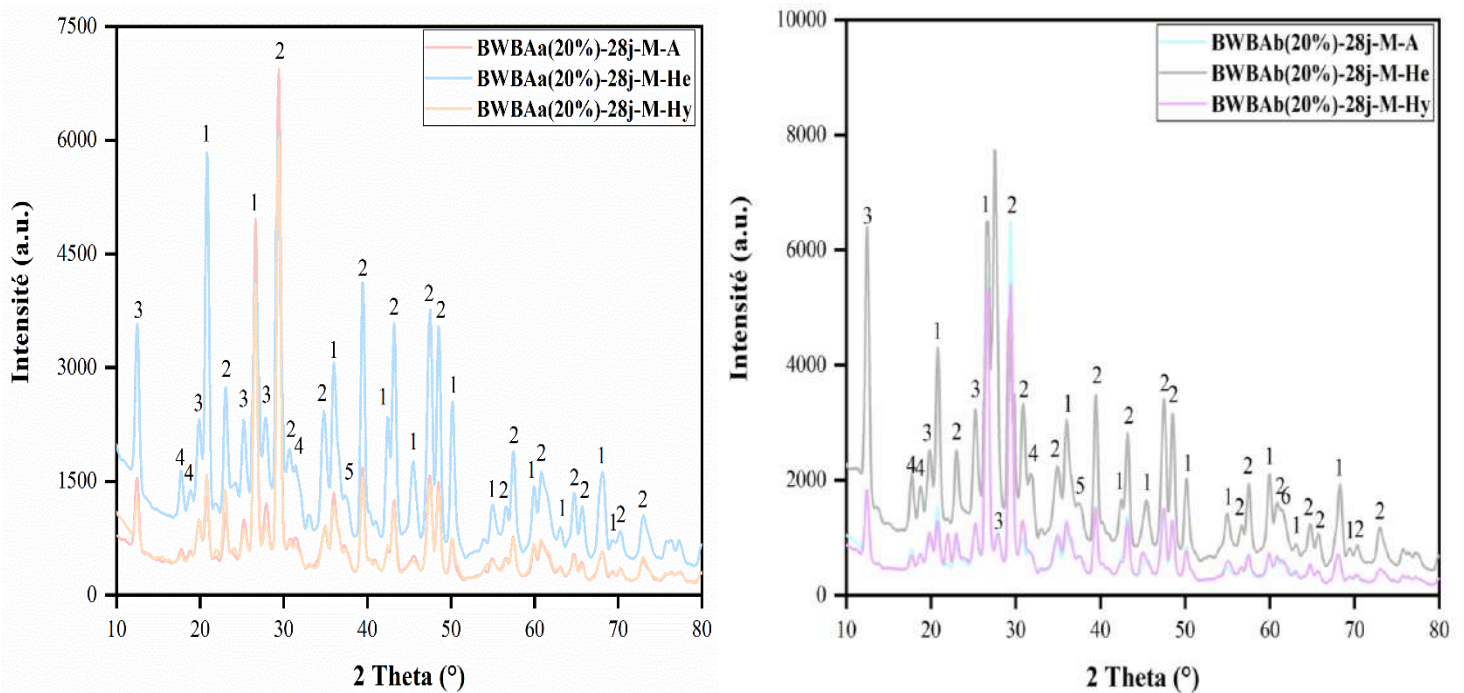 7500
6000
4500
3000
1500
0
10 20 30 40 50 60 70 80
Intensité (a.u.)
2 Theta (°)
BWBAa(20%)-28j-M-A
BWBAa(20%)-28j-M-He
BWBAa(20%)-28j-M-Hy
3 4 4 3 1 2 3 1 3 2 2 4 2 1 5 2 1 2 1 2 2 1 1 2 2 1 2 1 2 2 1 1 2 2
10000
8000
6000
4000
2000
0
10 20 30 40 50 60 70 80
Intensité (a.u.)
2 Theta (°)
BWBAb(20%)-28j-M-A
BWBAb(20%)-28j-M-He
BWBAb(20%)-28j-M-Hy
3 4 4 3 1 2 3 1 3 2 2 4 2 1 5 2 1 2 1 2 2 1 1 2 2 1 2 6 1 2 2 1 1 2 2